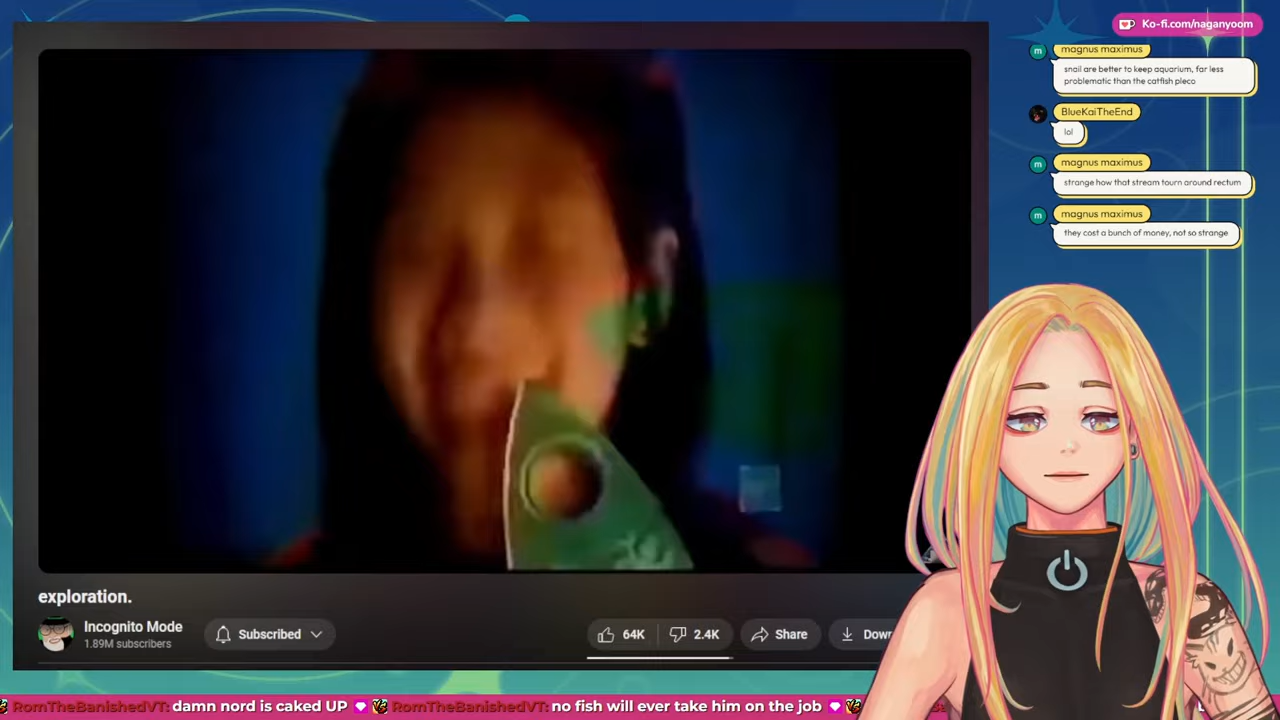 Ko-fi.com/naganyoom
m
magnus maximus
snail are better to keep aquarium, far less
problematic than the catfish pleco
BlueKaiTheEnd
lol
m
magnus maximus
strange how that stream tourn around rectum
m
magnus maximus
they cost a bunch of money, not so strange
exploration.
Incognito Mode
1.89M subscribers
Subscribed
64K
2.4K
Share
RomTheBanishedVT: damn nord is caked UP RomTheBanishedVT: no fish will ever take him on the job